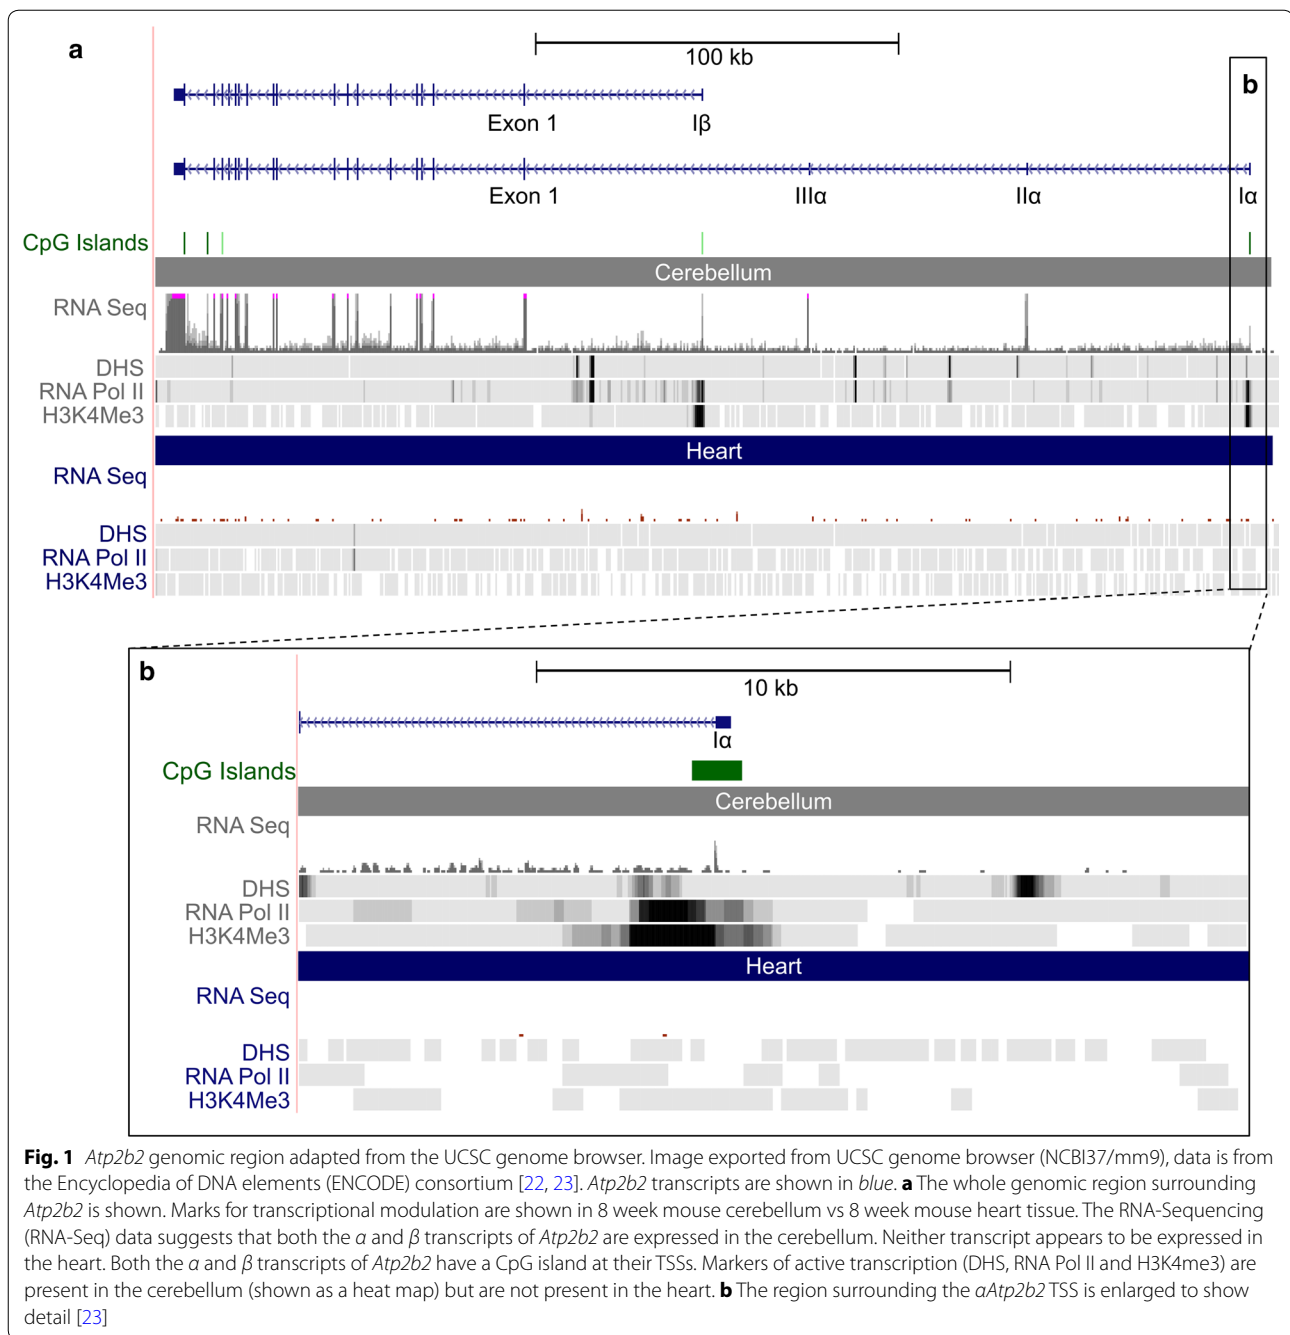 a
100 kb
b
Exon 1
Iβ
Exon 1
IIIα
IIα
Iα
CpG Islands
Cerebellum
RNA Seq
DHS
RNA Pol II
H3K4Me3
Heart
RNA Seq
DHS
RNA Pol II
H3K4Me3
b
10 kb
Iα
CpG Islands
Cerebellum
RNA Seq
DHS
RNA Pol II
H3K4Me3
Heart
RNA Seq
DHS
RNA Pol II
H3K4Me3
Fig. 1 Atp2b2 genomic region adapted from the UCSC genome browser. Image exported from UCSC genome browser (NCBI37/mm9), data is from
the Encyclopedia of DNA elements (ENCODE) consortium [22, 23]. Atp2b2 transcripts are shown in blue. a The whole genomic region surrounding
Atp2b2 is shown. Marks for transcriptional modulation are shown in 8 week mouse cerebellum vs 8 week mouse heart tissue. The RNA-Sequencing
(RNA-Seq) data suggests that both the α and β transcripts of Atp2b2 are expressed in the cerebellum. Neither transcript appears to be expressed in
the heart. Both the α and β transcripts of Atp2b2 have a CpG island at their TSSs. Markers of active transcription (DHS, RNA Pol II and H3K4me3) are
present in the cerebellum (shown as a heat map) but are not present in the heart. b The region surrounding the αAtp2b2 TSS is enlarged to show
detail [23]